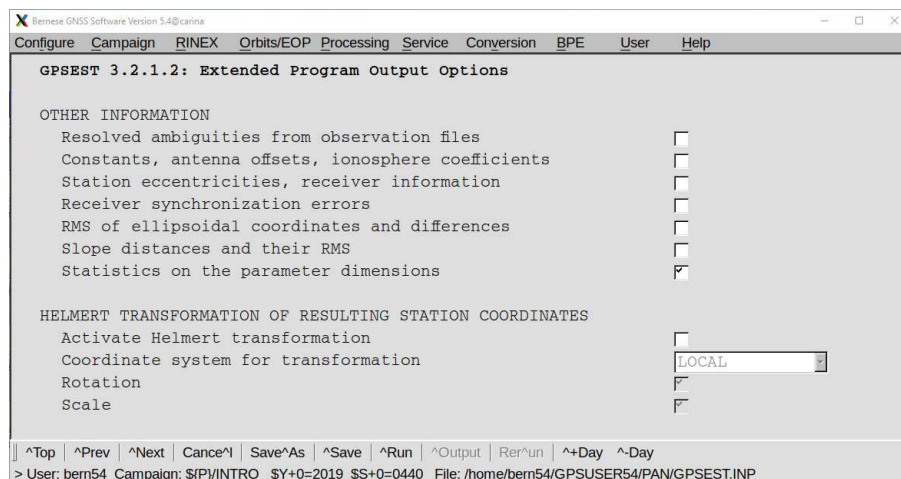 Bernese GNSS Software Version 5.4@carina
Configure Campaign RINEX Orbits/EOP Processing Service Conversion BPE User Help
GPSEST 3.2.1.2: Extended Program Output Options
OTHER INFORMATION
Resolved ambiguities from observation files
Constants, antenna offsets, ionosphere coefficients
Station eccentricities, receiver information
Receiver synchronization errors
RMS of ellipsoidal coordinates and differences
Slope distances and their RMS
Statistics on the parameter dimensions
HELMERT TRANSFORMATION OF RESULTING STATION COORDINATES
Activate Helmert transformation
Coordinate system for transformation LOCAL
Rotation
Scale
^Top ^Prev ^Next Cance^l Save^As ^Save ^Run ^Output Rer^un ^+Day ^-Day
> User: bern54 Campaign: ${P}/INTRO $Y+0=2019 $S+0=0440 File: /home/bern54/GPSUSER54/PAN/GPSEST.INP